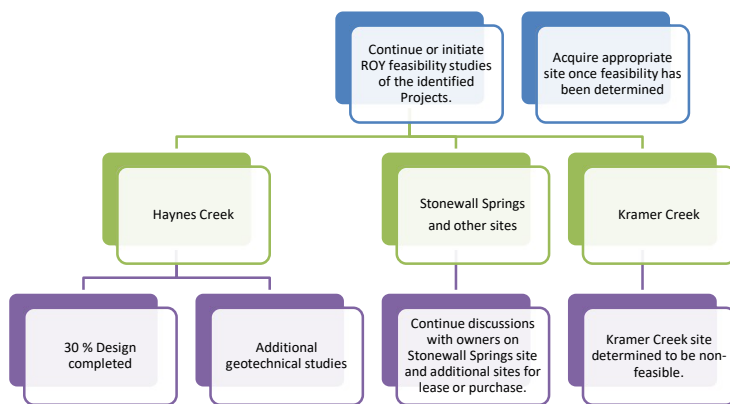 Continue or initiate
ROY feasibility studies
of the identified
Projects.
Acquire appropriate
site once feasibility has
been determined
Haynes Creek
Stonewall Springs
and other sites
Kramer Creek
30 % Design
completed
Additional
geotechnical studies
Continue discussions
with owners on
Stonewall Springs site
and additional sites for
lease or purchase.
Kramer Creek site
determined to be non-
feasible.